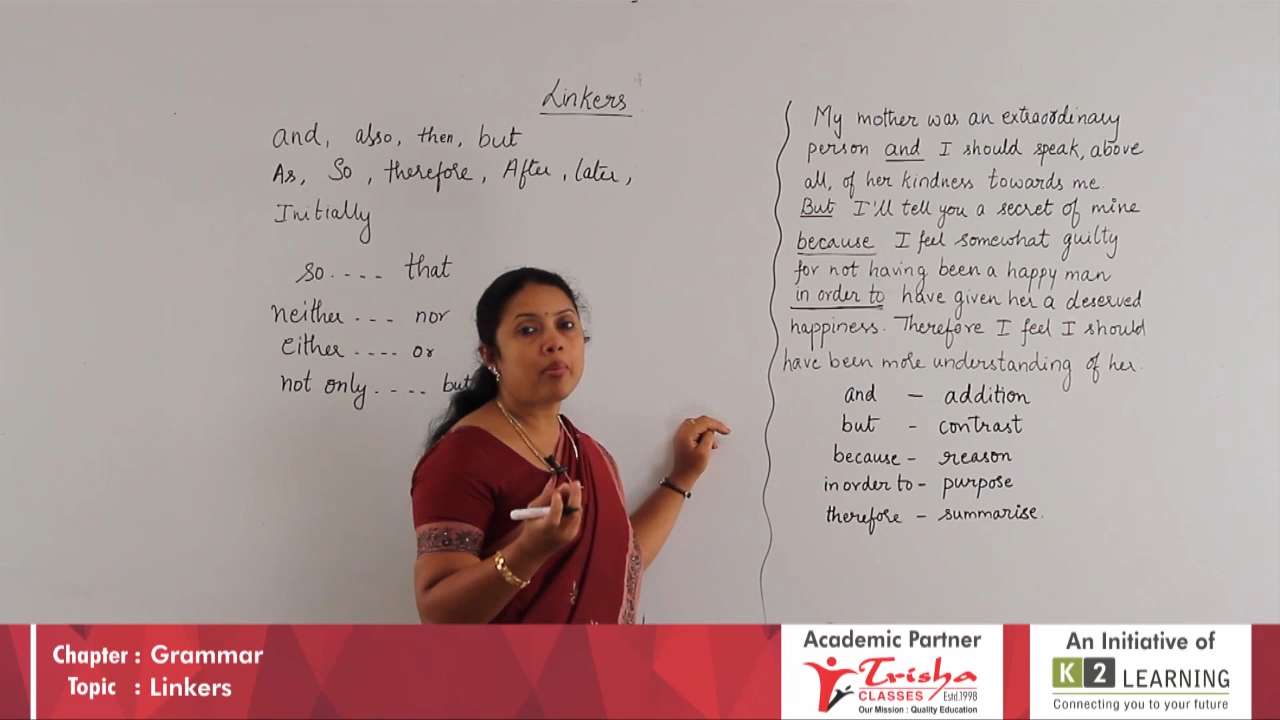 Linkers
and, also, then, but
As, So, therefore, After, later,
Initially
so .... that
neither ... nor
either .... or
not only .... but
My mother was an extraordinary
person and I should speak, above
all, of her kindness towards me.
But I'll tell you a secret of mine
because I feel somewhat guilty
for not having been a happy man
in order to have given her a deserved
happiness. Therefore I feel I should
have been more understanding of her.
and – addition
but - contrast
because - reason
in order to - purpose
therefore - summarise.
Chapter : Grammar
Topic : Linkers
Academic Partner
Trisha
CLASSES Estd.1998
Our Mission : Quality Education
An Initiative of
K2 LEARNING
Connecting you to your future